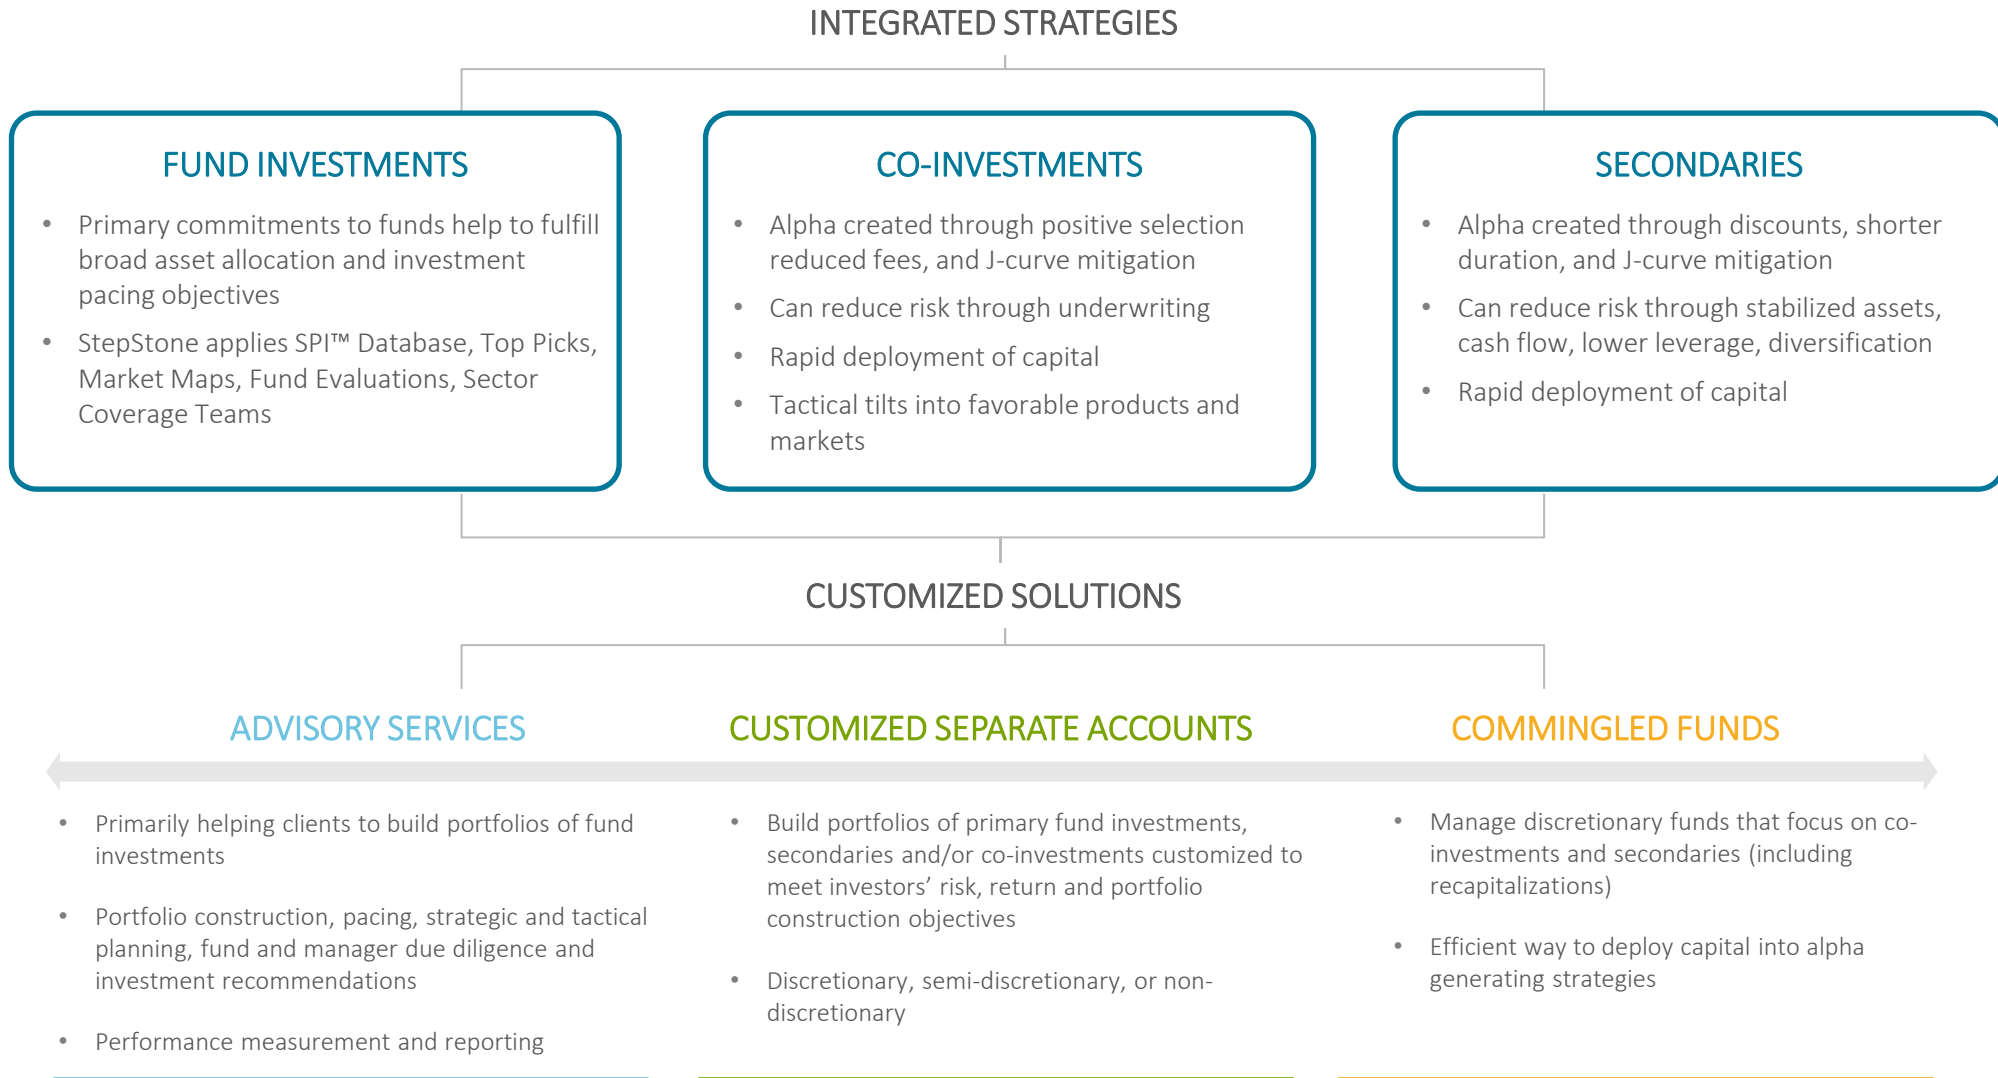 INTEGRATED STRATEGIES
FUND INVESTMENTS
• Primary commitments to funds help to fulfill
broad asset allocation and investment
pacing objectives
• StepStone applies SPI™ Database, Top Picks,
Market Maps, Fund Evaluations, Sector
Coverage Teams
CO-INVESTMENTS
• Alpha created through positive selection
reduced fees, and J-curve mitigation
• Can reduce risk through underwriting
• Rapid deployment of capital
• Tactical tilts into favorable products and
markets
SECONDARIES
• Alpha created through discounts, shorter
duration, and J-curve mitigation
• Can reduce risk through stabilized assets,
cash flow, lower leverage, diversification
• Rapid deployment of capital
CUSTOMIZED SOLUTIONS
ADVISORY SERVICES
• Primarily helping clients to build portfolios of fund
investments
• Portfolio construction, pacing, strategic and tactical
planning, fund and manager due diligence and
investment recommendations
• Performance measurement and reporting
CUSTOMIZED SEPARATE ACCOUNTS
• Build portfolios of primary fund investments,
secondaries and/or co-investments customized to
meet investors’ risk, return and portfolio
construction objectives
• Discretionary, semi-discretionary, or non-
discretionary
COMMINGLED FUNDS
• Manage discretionary funds that focus on co-
investments and secondaries (including
recapitalizations)
• Efficient way to deploy capital into alpha
generating strategies